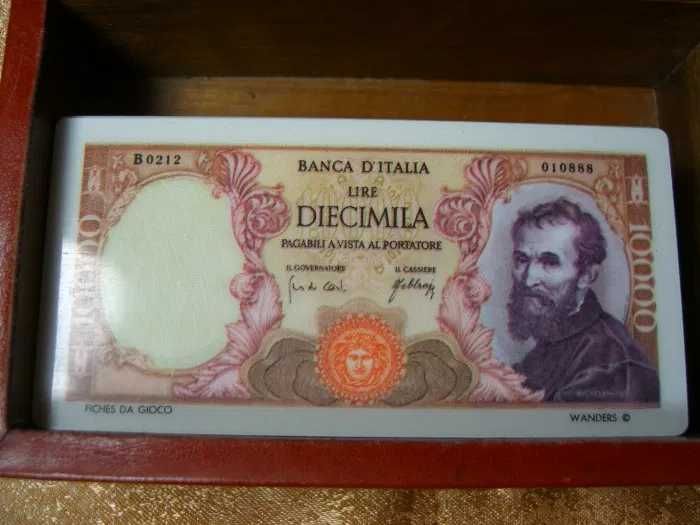 B 0212
BANCA D'ITALIA
010888
LIRE
DIECIMILA
PAGABILI A VISTA AL PORTATORE
IL GOVERNATORE
IL CASSIERE
10000
10000
FICHES DA GIOCO
WANDERS ©